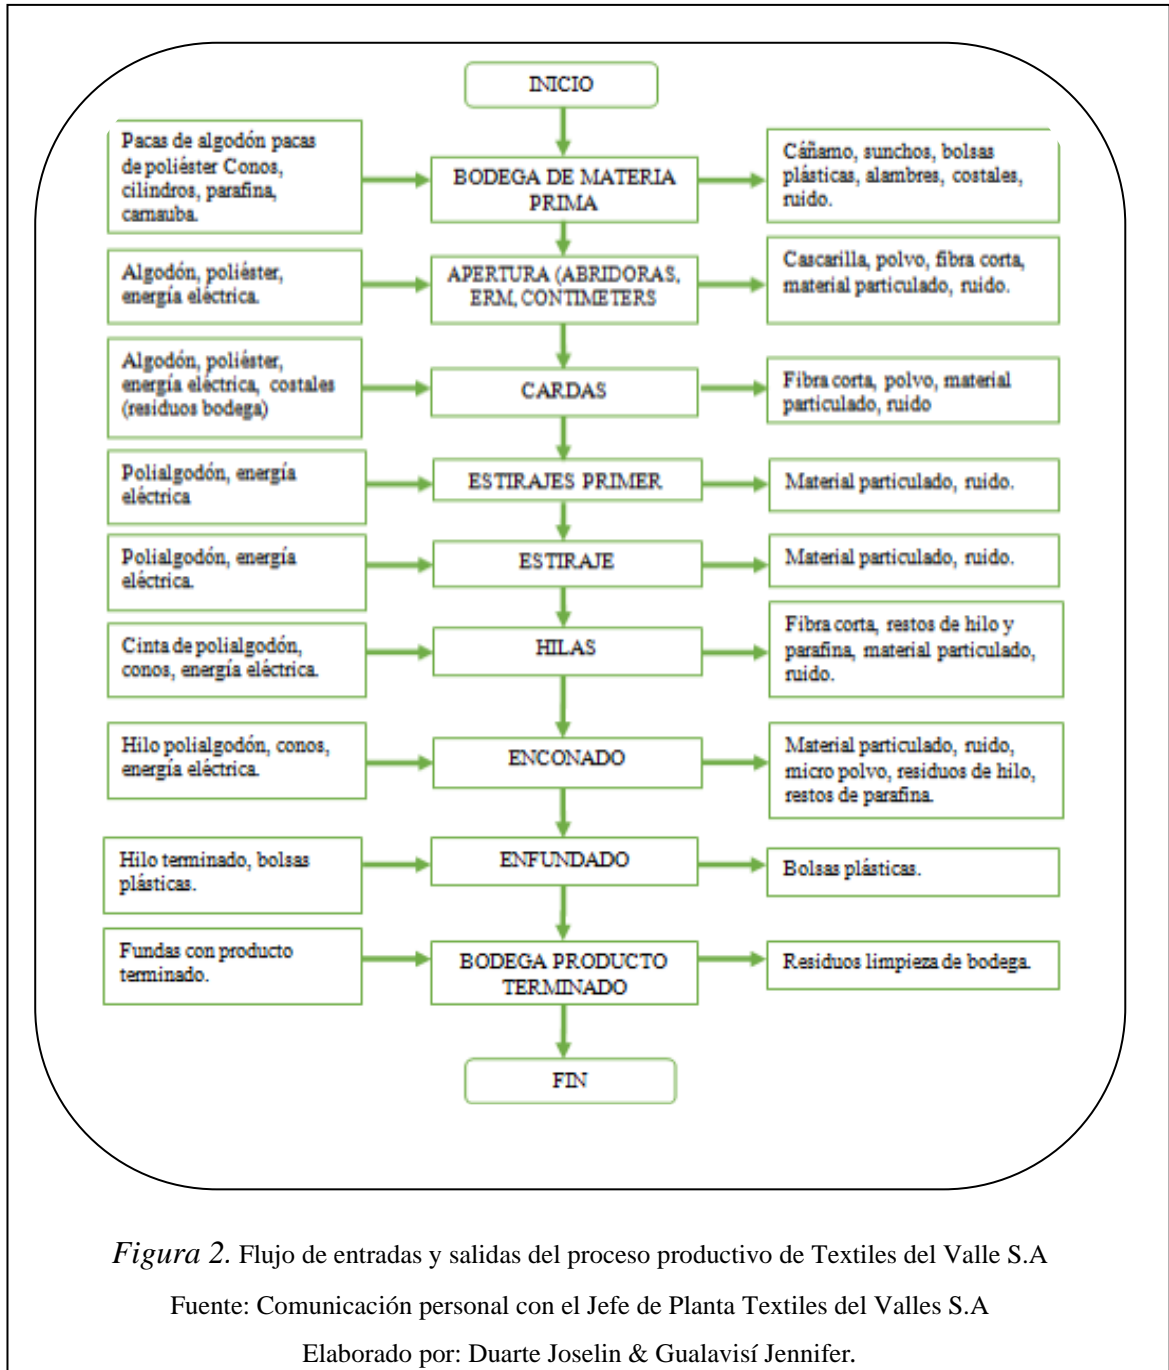 INICIO
Pacas de algodón pacas
de poliéster Conos,
cilindros, parafina,
carnauba.
BODEGA DE MATERIA
PRIMA
Cáñamo, sunchos, bolsas
plásticas, alambres, costales,
ruido.
Algodón, poliéster,
energía eléctrica.
APERTURA (ABRIDORAS,
ERM, CONTIMETERS
Cascarilla, polvo, fibra corta,
material particulado, ruido.
Algodón, poliéster,
energía eléctrica, costales
(residuos bodega)
CARDAS
Fibra corta, polvo, material
particulado, ruido
Polialgodón, energía
eléctrica
ESTIRAJES PRIMER
Material particulado, ruido.
Polialgodón, energía
eléctrica.
ESTIRAJE
Material particulado, ruido.
Cinta de polialgodón,
conos, energía eléctrica.
HILAS
Fibra corta, restos de hilo y
parafina, material particulado,
ruido.
Hilo polialgodón, conos,
energía eléctrica.
ENCONADO
Material particulado, ruido,
micro polvo, residuos de hilo,
restos de parafina.
Hilo terminado, bolsas
plásticas.
ENFUNDADO
Bolsas plásticas.
Fundas con producto
terminado.
BODEGA PRODUCTO
TERMINADO
Residuos limpieza de bodega.
FIN
Figura 2. Flujo de entradas y salidas del proceso productivo de Textiles del Valle S.A
Fuente: Comunicación personal con el Jefe de Planta Textiles del Valles S.A
Elaborado por: Duarte Joselin & Gualavisí Jennifer.